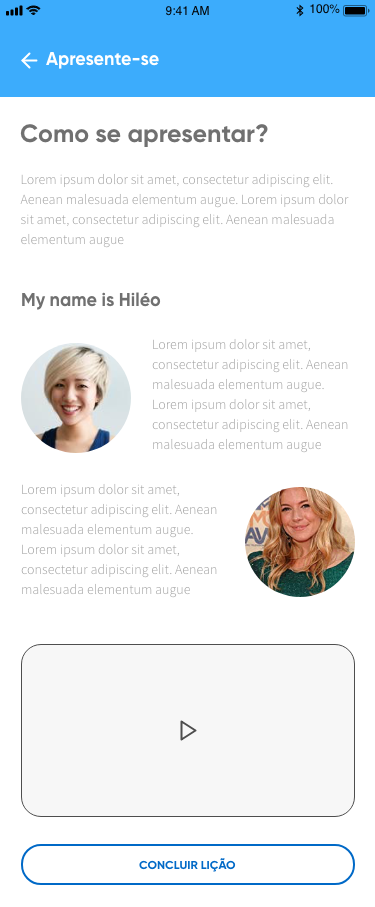 9:41 AM
100%
Apresente-se
Como se apresentar?
Lorem ipsum dolor sit amet, consectetur adipiscing elit.
Aenean malesuada elementum augue. Lorem ipsum dolor
sit amet, consectetur adipiscing elit. Aenean malesuada
elementum augue
My name is Hiléo
Lorem ipsum dolor sit amet,
consectetur adipiscing elit. Aenean
malesuada elementum augue.
Lorem ipsum dolor sit amet,
consectetur adipiscing elit. Aenean
malesuada elementum augue
Lorem ipsum dolor sit amet,
consectetur adipiscing elit. Aenean
malesuada elementum augue.
Lorem ipsum dolor sit amet,
consectetur adipiscing elit. Aenean
malesuada elementum augue
CONCLUIR LIÇÃO